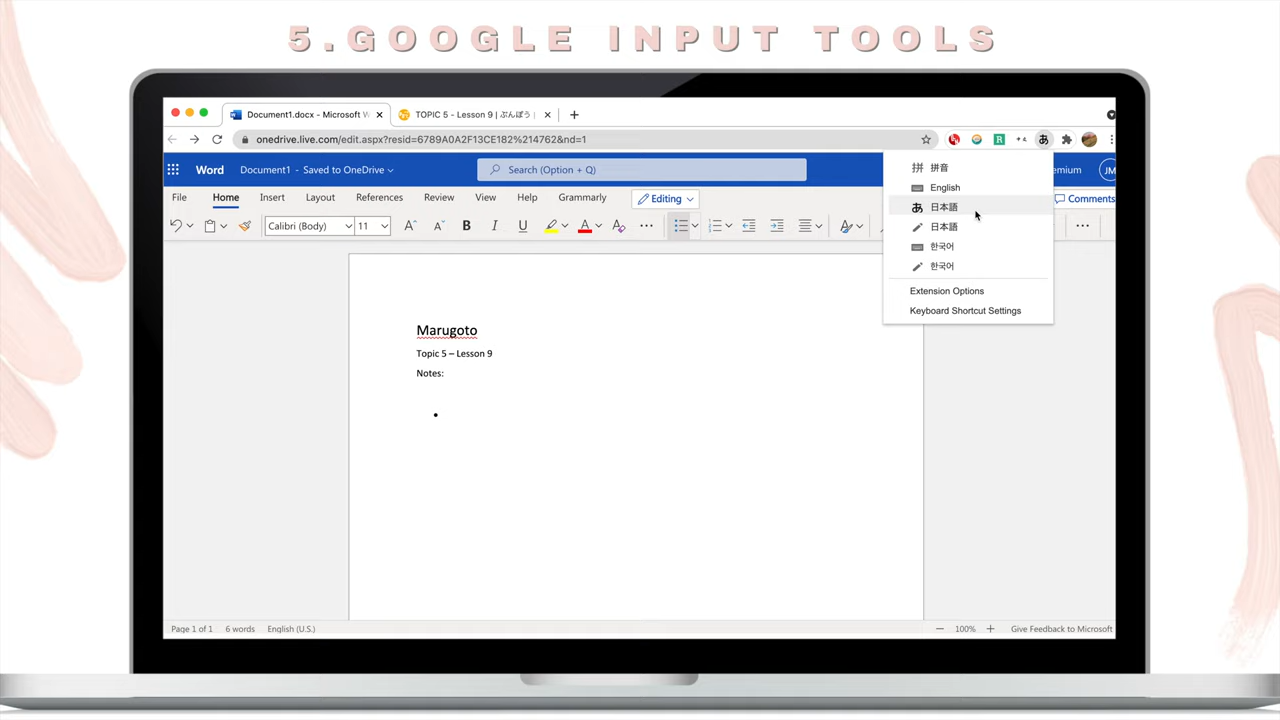 5.GOOGLE INPUT TOOLS
Document1.docx - Microsoft W
TOPIC 5 - Lesson 9 | ぶんぽう
onedrive.live.com/edit.aspx?resid=6789A0A2F13CE182%214762&nd=1
Word
Document1 - Saved to OneDrive
Search (Option + Q)
emium
JM
File
Home
Insert
Layout
References
Review
View
Help
Grammarly
Editing
Comments
Calibri (Body)
11
B
I
U
拼 拼音
English
あ 日本語
日本語
한국어
한국어
Extension Options
Keyboard Shortcut Settings
Marugoto
Topic 5 – Lesson 9
Notes:
Page 1 of 1
6 words
English (U.S.)
100%
Give Feedback to Microsoft